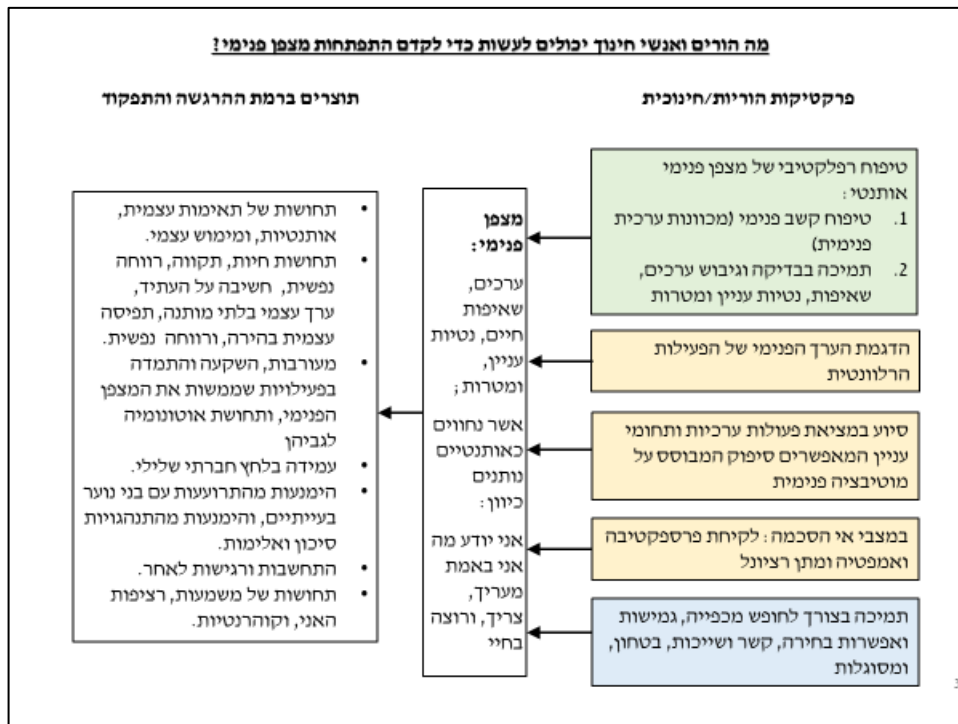 מה הורים ואנשי חינוך יכולים לעשות כדי לקדם התפתחות מצפן פנימי?
פרקטיקות הוריות/חינוכית
תוצרים ברמת ההרגשה והתפקוד
טיפוח רפלקטיבי של מצפן פנימי
אותנטי:
1. טיפוח קשב פנימי (מכוונות ערכית
פנימית)
2. תמיכה בבדיקה וגיבוש ערכים,
שאיפות, נטיות עניין ומטרות
הדגמת הערך הפנימי של הפעילות
הרלוונטית
סיוע במציאת פעולות ערכיות ותחומי
עניין המאפשרים סיפוק המבוסס על
מוטיבציה פנימית
במצבי אי הסכמה: לקיחת פרספקטיבה
ואמפטיה ומתן רציונל
תמיכה בצורך לחופש מכפייה, גמישות
ואפשרות בחירה, קשר ושייכות, בטחון,
ומסוגלות
מצפן
פנימי:
ערכים,
שאיפות
חיים, נטיות
עניין,
ומטרות;
אשר נחווים
כאותנטיים
נותנים
כיוון:
אני יודע מה
אני באמת
מעריך,
צריך, ורוצה
בחיי
• תחושות של תאימות עצמית,
אותנטיות, ומימוש עצמי.
• תחושות חיות, תקווה, רווחה
נפשית, חשיבה על העתיד,
ערך עצמי בלתי מותנה, תפיסה
עצמית בהירה, ורווחה נפשית.
• מעורבות, השקעה והתמדה
בפעילויות שממשות את המצפן
הפנימי, ותחושת אוטונומיה
לגביהן
• עמידה בלחץ חברתי שלילי.
• הימנעות מהתרועעות עם בני נוער
בעייתיים, והימנעות מהתנהגויות
סיכון ואלימות.
• התחשבות ורגישות לאחר.
• תחושות של משמעות, רציפות
האני, וקוהרנטיות.
3